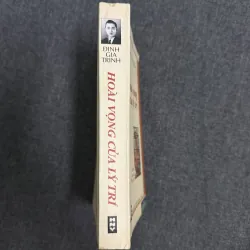 ĐINH
GIA
TRINH
HOÀI VỌNG CỦA LÝ TRÍ